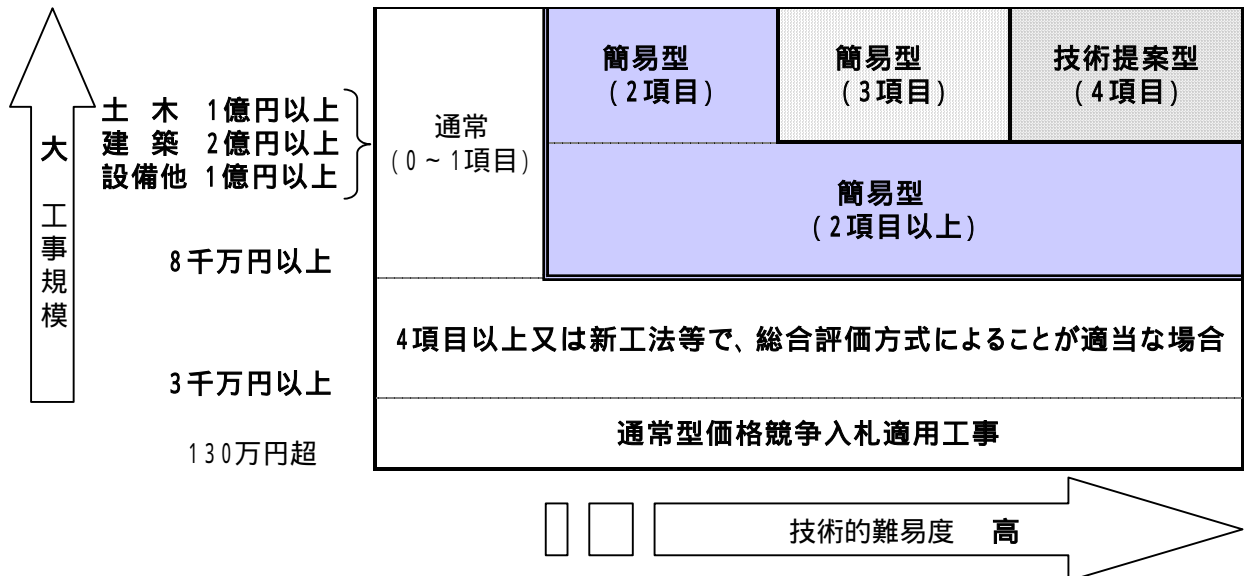 簡易型
(2項目)
簡易型
(3項目)
技術提案型
(4項目)
土 木 1億円以上
建 築 2億円以上
設備他 1億円以上
通常
(0~1項目)
大 工事規模
簡易型
(2項目以上)
8千万円以上
4項目以上又は新工法等で、総合評価方式によることが適当な場合
3千万円以上
通常型価格競争入札適用工事
130万円超
技術的難易度 高